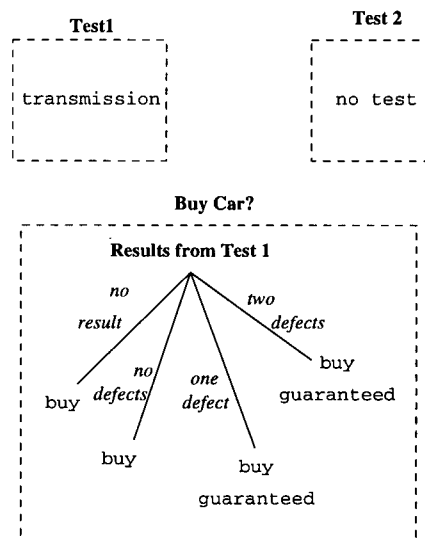 Test1
Test 2
transmission
no test
Buy Car?
Results from Test 1
no
result
no
defects
one
defect
two
defects
buy
buy
buy
guaranteed
buy
guaranteed